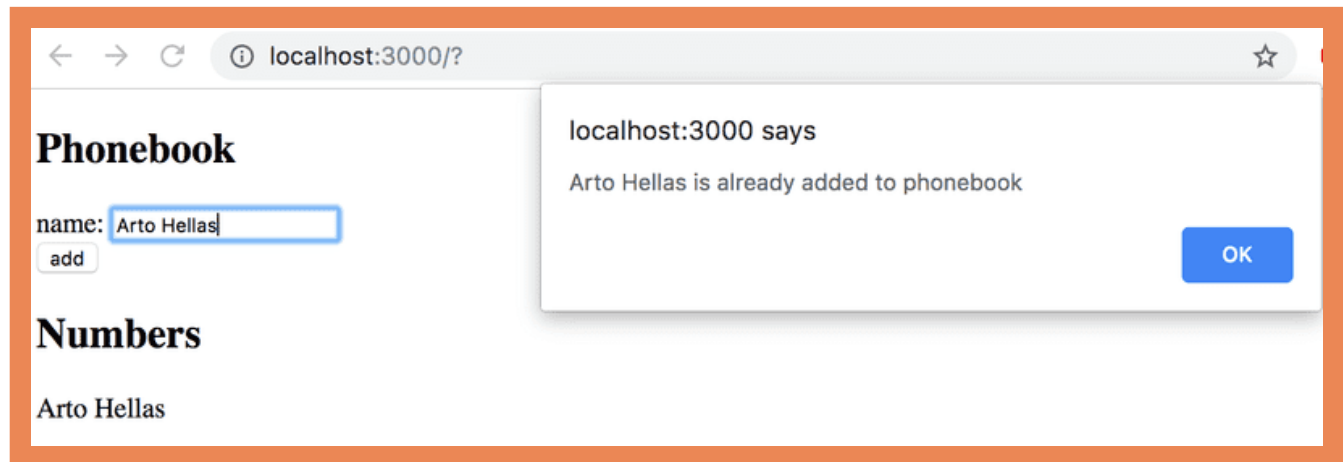 localhost:3000/?
localhost:3000 says
Arto Hellas is already added to phonebook
OK
Phonebook
name: Arto Hellas
add
Numbers
Arto Hellas